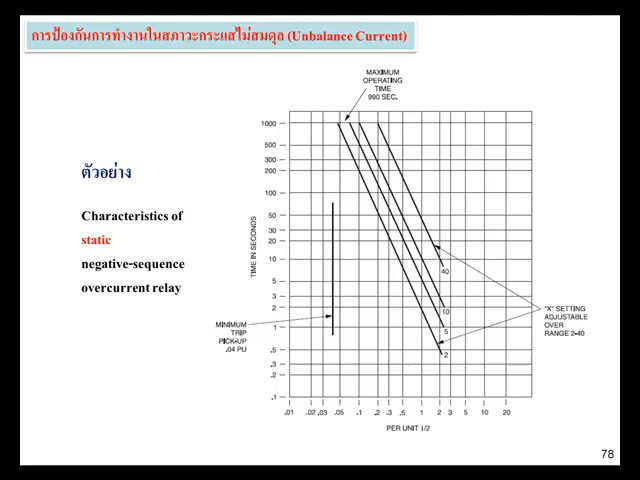 การป้องกันการทำงานในสภาวะกระแสไม่สมดุล (Unbalance Current)
MAXIMUM
OPERATING
TIME
990 SEC.
ตัวอย่าง
Characteristics of
static
negative-sequence
overcurrent relay
TIME IN SECONDS
1000
500
300
200
100
50
30
20
10
5
3
2
1
.5
.3
.2
.1
40
10
5
2
"X" SETTING
ADJUSTABLE
OVER
RANGE 2-40
MINIMUM
TRIP
PICK-UP
.04 PU
.01 .02 .03 .05 .1 .2 .3 .5 1 2 3 5 10 20
PER UNIT I/2
78